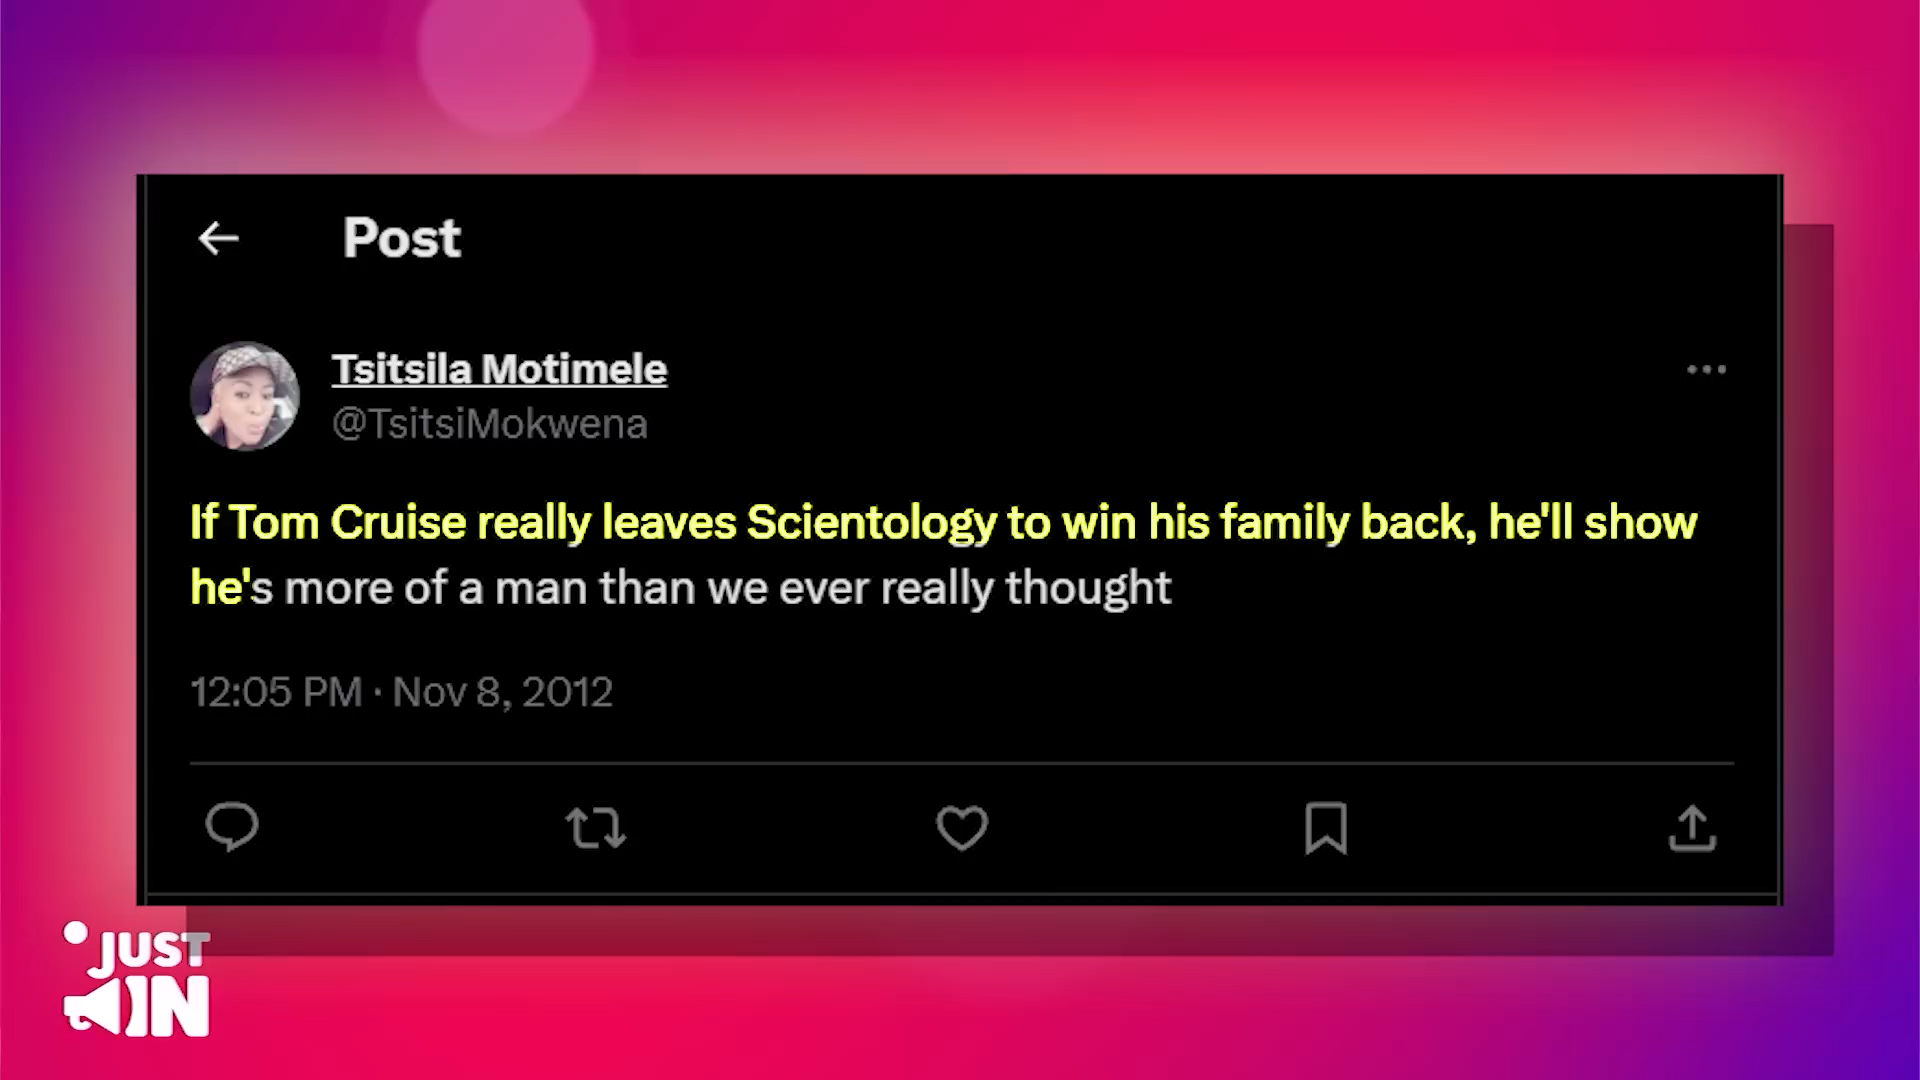 Post
Tsitsila Motimele
@TsitsiMokwena
If Tom Cruise really leaves Scientology to win his family back, he'll show
he's more of a man than we ever really thought
12:05 PM · Nov 8, 2012
JUST
IN